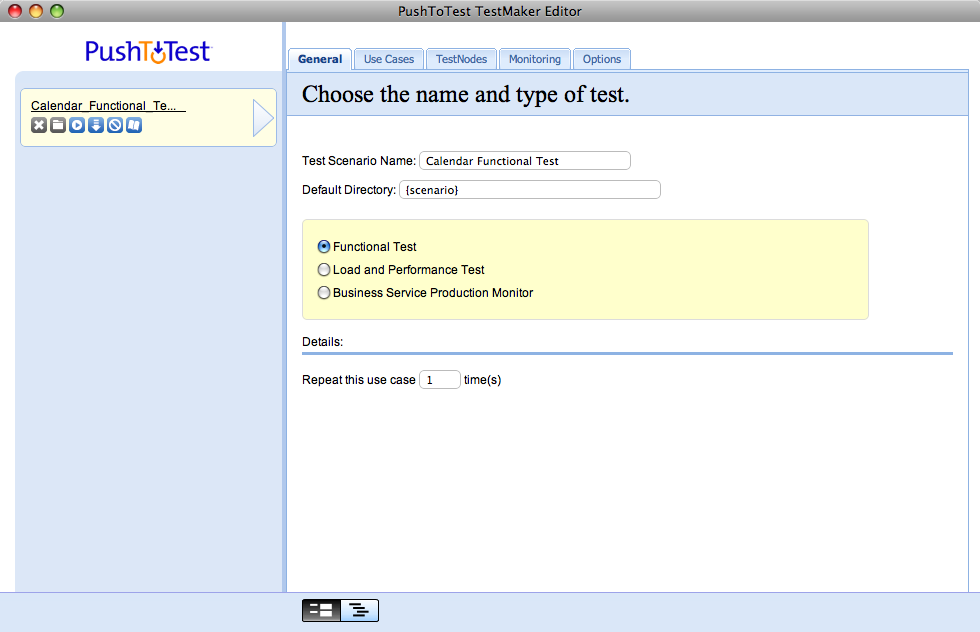 PushToTest TestMaker Editor
PushToTest
Calendar_Functional_Te...
General Use Cases TestNodes Monitoring Options
Choose the name and type of test.
Test Scenario Name: Calendar Functional Test
Default Directory: {scenario}
Functional Test
Load and Performance Test
Business Service Production Monitor
Details:
Repeat this use case 1 time(s)